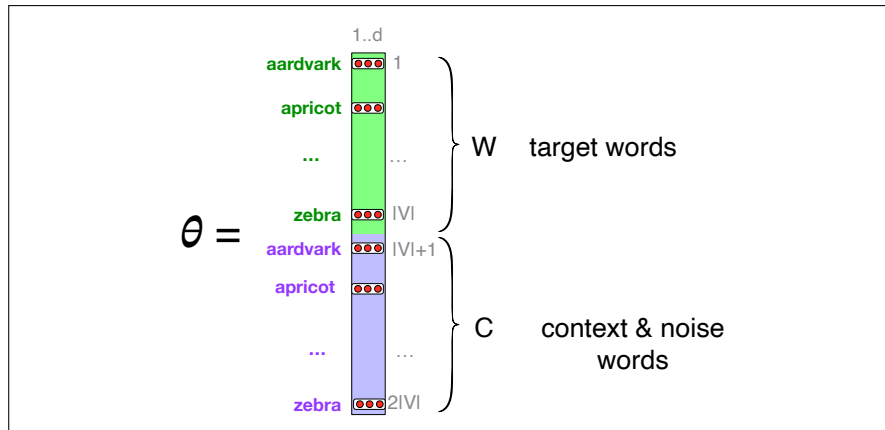 1..d
aardvark 1
apricot
... ...
zebra |V|
W target words
θ =
aardvark |V|+1
apricot
... ...
zebra 2|V|
C context & noise
words